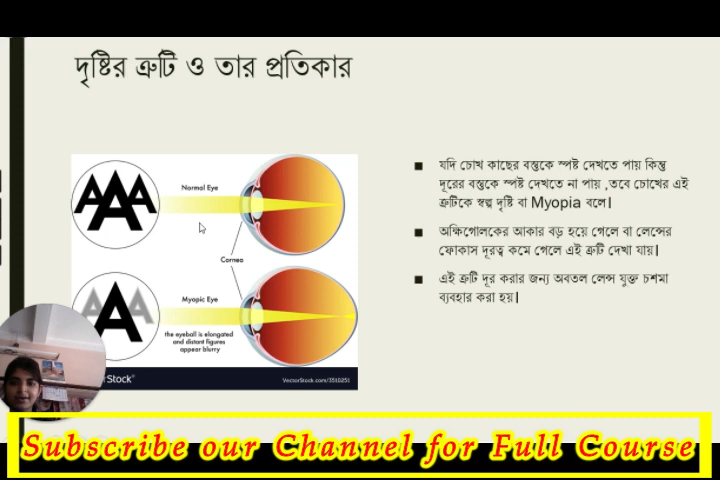 দৃষ্টির ত্রুটি ও তার প্রতিকার
AAA
Normal Eye
Cornea
AAA
Myopic Eye
the eyeball is elongated
and distant figures
appear blurry
Stock®
VectorStock.com/3510251
যদি চোখ কাছের বস্তুকে স্পষ্ট দেখতে পায় কিন্তু
দূরের বস্তুকে স্পষ্ট দেখতে না পায় ,তবে চোখের এই
ত্রুটিকে স্বল্প দৃষ্টি বা Myopia বলে।
অক্ষিগোলকের আকার বড় হয়ে গেলে বা লেন্সের
ফোকাস দূরত্ব কমে গেলে এই ত্রুটি দেখা যায়।
এই ত্রুটি দূর করার জন্য অবতল লেন্স যুক্ত চশমা
ব্যবহার করা হয়।
Subscribe our Channel for Full Course